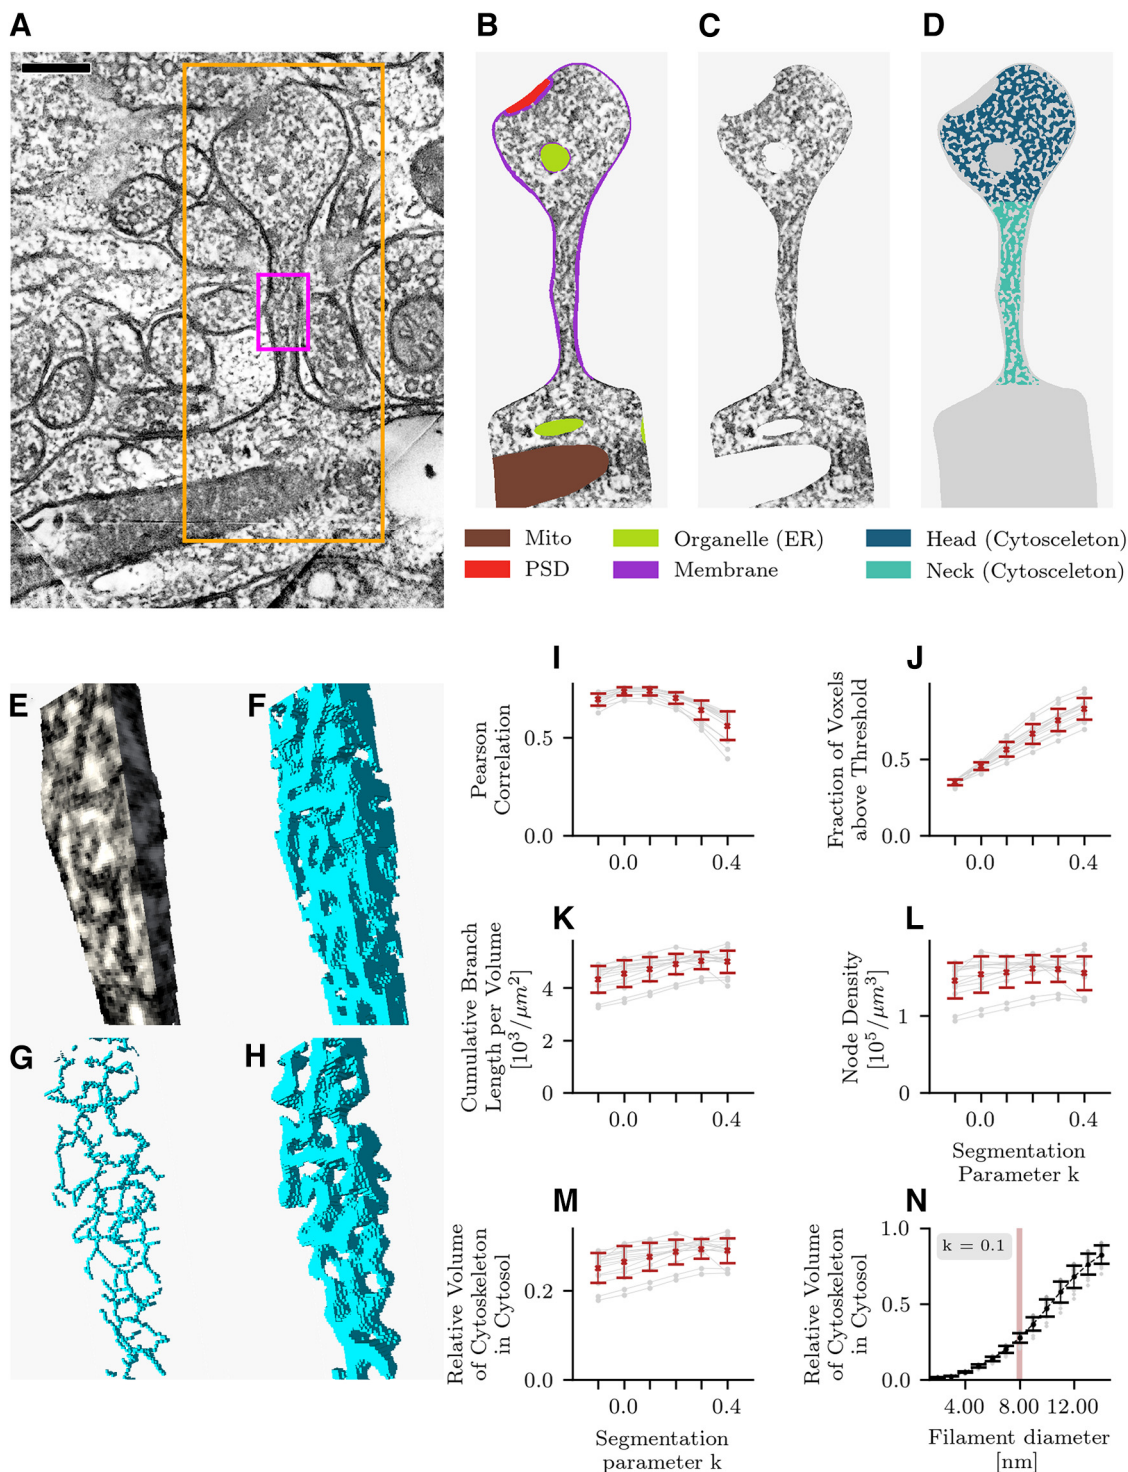 A
B
C
D
Mito
PSD
Organelle (ER)
Membrane
Head (Cytosceleton)
Neck (Cytosceleton)
E
F
G
H
I
Pearson
Correlation
0.5
0.0
0.0
0.4
J
Fraction of Voxels
above Threshold
0.5
0.0
0.0
0.4
K
Cumulative Branch
Length per Volume
[10³/μm²]
4
2
0
0.0
0.4
L
Node Density
[10⁵/μm³]
1
0
0.0
0.4
Segmentation
Parameter k
M
Relative Volume
of Cytoskeleton
in Cytosol
0.2
0.0
0.0
0.4
Segmentation
parameter k
N
Relative Volume
of Cytoskeleton
in Cytosol
k = 0.1
1.0
0.5
0.0
4.00
8.00
12.00
Filament diameter
[nm]